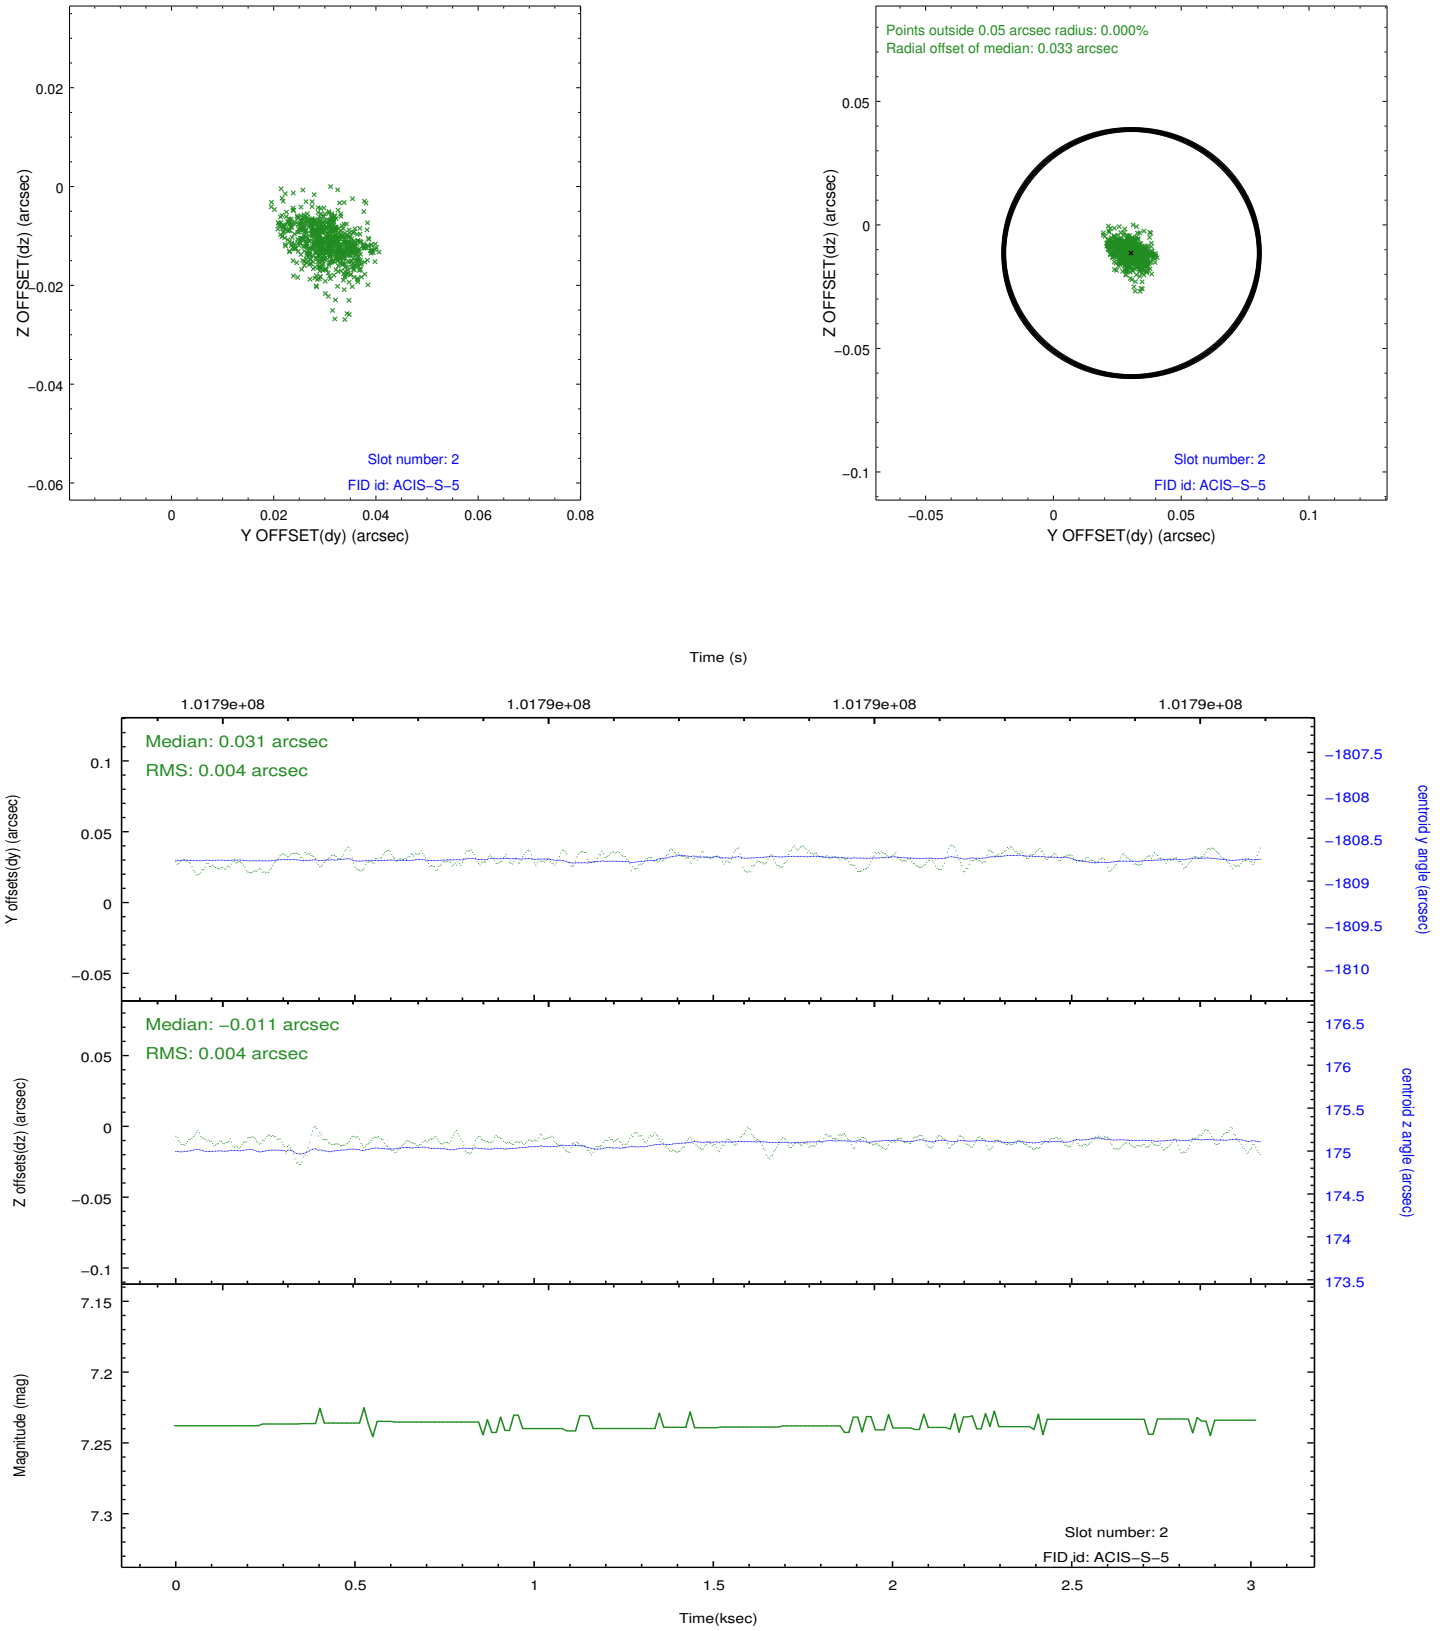 0.02
0
−0.02
−0.04
−0.06
Z OFFSET(dz) (arcsec)
Slot number: 2
FID id: ACIS−S−5
0
0.02
0.04
0.06
0.08
Y OFFSET(dy) (arcsec)
Points outside 0.05 arcsec radius: 0.000%
Radial offset of median: 0.033 arcsec
0.05
0
−0.05
−0.1
Z OFFSET(dz) (arcsec)
Slot number: 2
FID id: ACIS−S−5
−0.05
0
0.05
0.1
Y OFFSET(dy) (arcsec)
Time (s)
1.0179e+08
1.0179e+08
1.0179e+08
1.0179e+08
Median: 0.031 arcsec
RMS: 0.004 arcsec
0.1
0.05
0
−0.05
Y offsets(dy) (arcsec)
−1807.5
−1808
−1808.5
−1809
−1809.5
−1810
centroid y angle (arcsec)
Median: −0.011 arcsec
RMS: 0.004 arcsec
0.05
0
−0.05
−0.1
Z offsets(dz) (arcsec)
176.5
176
175.5
175
174.5
174
173.5
centroid z angle (arcsec)
7.15
7.2
7.25
7.3
Magnitude (mag)
Slot number: 2
FID id: ACIS−S−5
0
0.5
1
1.5
2
2.5
3
Time(ksec)